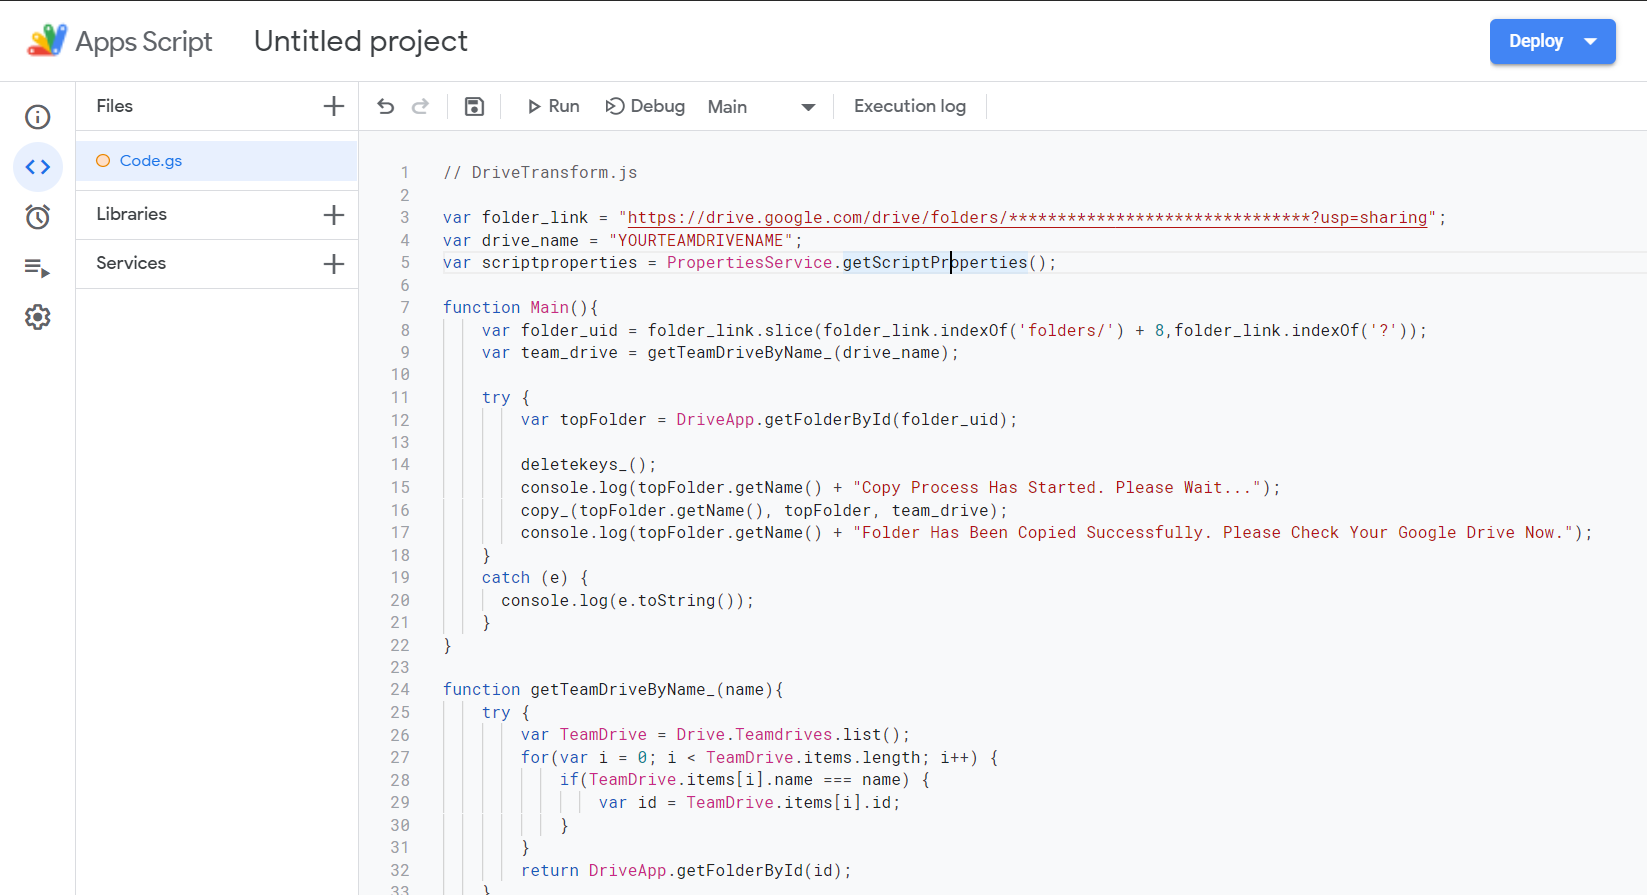 Apps Script
Untitled project
Deploy
Files
Run
Debug
Main
Execution log
Code.gs
Libraries
Services
1 // DriveTransform.js
2
3 var folder_link = "https://drive.google.com/drive/folders/*******************************?usp=sharing";
4 var drive_name = "YOURTEAMDRIVENAME";
5 var scriptproperties = PropertiesService.getScriptProperties();
6
7 function Main(){
8 var folder_uid = folder_link.slice(folder_link.indexOf('folders/') + 8,folder_link.indexOf('?'));
9 var team_drive = getTeamDriveByName_(drive_name);
10
11 try {
12 var topFolder = DriveApp.getFolderById(folder_uid);
13
14 deletekeys_();
15 console.log(topFolder.getName() + "Copy Process Has Started. Please Wait...");
16 copy_(topFolder.getName(), topFolder, team_drive);
17 console.log(topFolder.getName() + "Folder Has Been Copied Successfully. Please Check Your Google Drive Now.");
18 }
19 catch (e) {
20 console.log(e.toString());
21 }
22 }
23
24 function getTeamDriveByName_(name){
25 try {
26 var TeamDrive = Drive.Teamdrives.list();
27 for(var i = 0; i < TeamDrive.items.length; i++) {
28 if(TeamDrive.items[i].name === name) {
29 var id = TeamDrive.items[i].id;
30 }
31 }
32 return DriveApp.getFolderById(id);
33 }